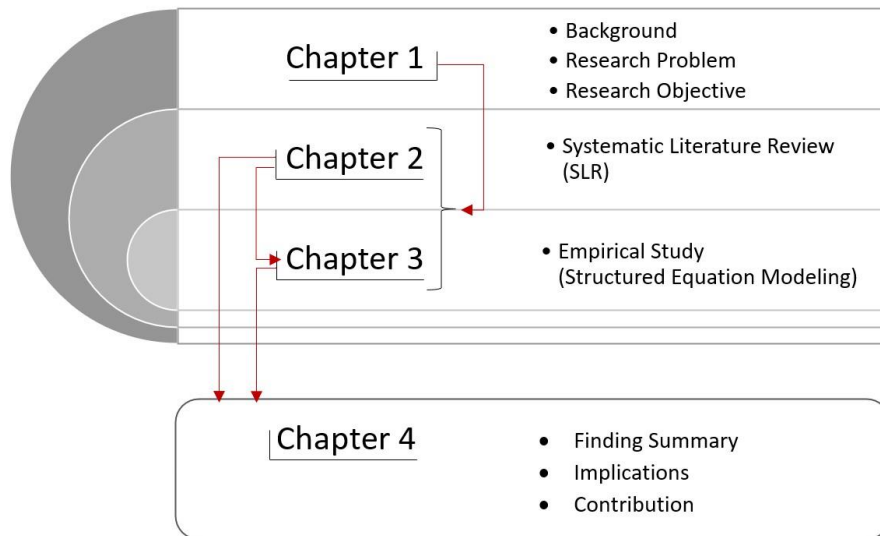 Chapter 1
• Background
• Research Problem
• Research Objective
Chapter 2
• Systematic Literature Review
(SLR)
Chapter 3
• Empirical Study
(Structured Equation Modeling)
Chapter 4
• Finding Summary
• Implications
• Contribution